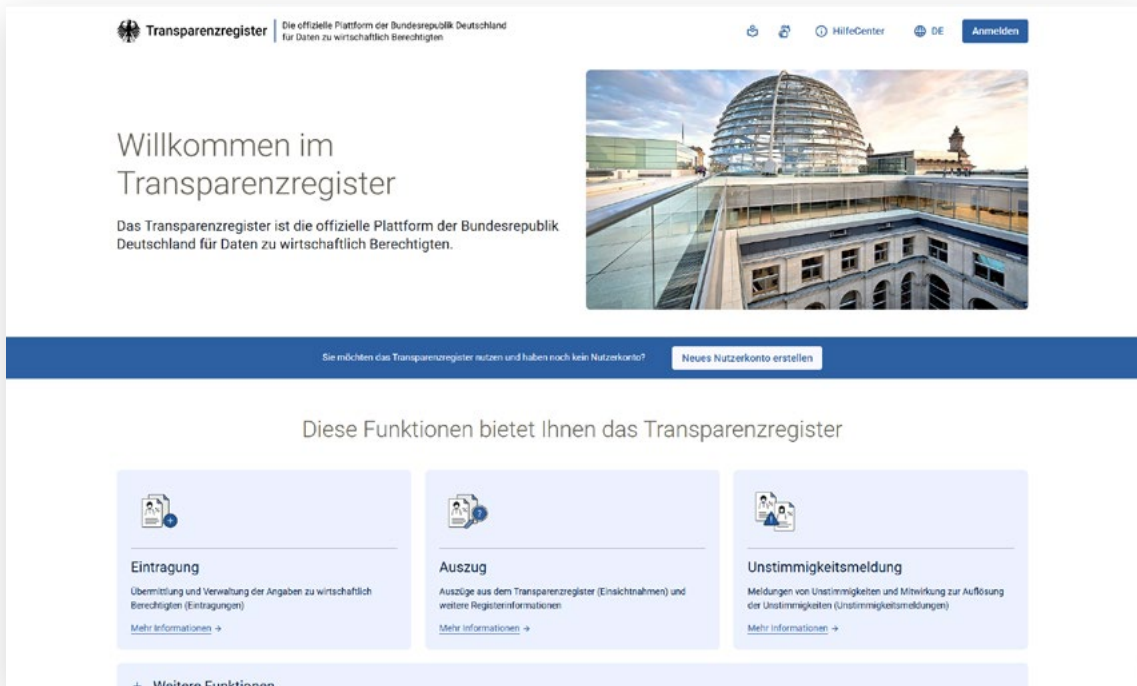 Transparenzregister
Die offizielle Plattform der Bundesrepublik Deutschland
für Daten zu wirtschaftlich Berechtigten
HilfeCenter
DE
Anmelden
Willkommen im
Transparenzregister
Das Transparenzregister ist die offizielle Plattform der Bundesrepublik
Deutschland für Daten zu wirtschaftlich Berechtigten.
Sie möchten das Transparenzregister nutzen und haben noch kein Nutzerkonto?
Neues Nutzerkonto erstellen
Diese Funktionen bietet Ihnen das Transparenzregister
Eintragung
Übermittlung und Verwaltung der Angaben zu wirtschaftlich
Berechtigten (Eintragungen)
Mehr Informationen →
Auszug
Auszüge aus dem Transparenzregister (Einsichtnahmen) und
weitere Registerinformationen
Mehr Informationen →
Unstimmigkeitsmeldung
Meldungen von Unstimmigkeiten und Mitwirkung zur Auflösung
der Unstimmigkeiten (Unstimmigkeitsmeldungen)
Mehr Informationen →
+ Weitere Funktionen